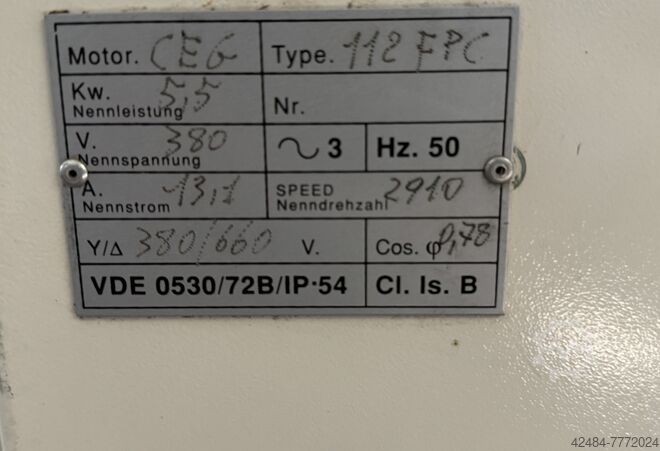 Motor. CEG Type. 112 FPC
Kw. 5,5 Nr.
Nennleistung
V. 380 ~ 3 Hz. 50
Nennspannung
A. 13,1 SPEED 2910
Nennstrom Nenndrehzahl
Y/Δ 380/660 V. Cos. φ 0,78
VDE 0530/72B/IP·54 Cl. Is. B
42484-7772024